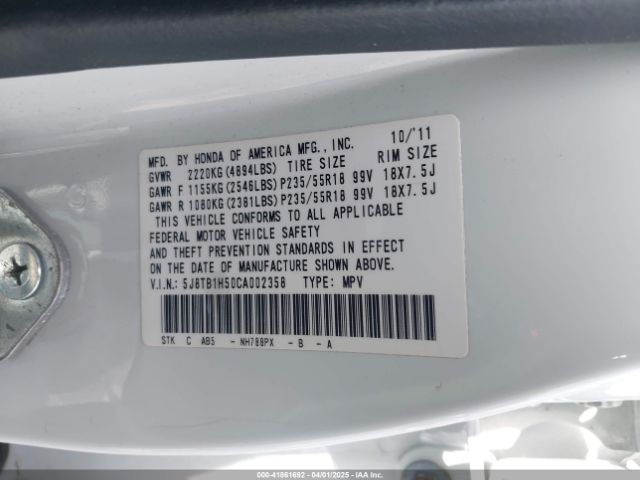 MFD. BY HONDA OF AMERICA MFG., INC. 10/'11
GVWR 2220KG(4894LBS) TIRE SIZE RIM SIZE
GAWR F 1155KG(2546LBS)P235/55R18 99V 18X7.5J
GAWR R 1080KG(2381LBS)P235/55R18 99V 18X7.5J
THIS VEHICLE CONFORMS TO ALL APPLICABLE
FEDERAL MOTOR VEHICLE SAFETY
AND THEFT PREVENTION STANDARDS IN EFFECT
ON THE DATE OF MANUFACTURE SHOWN ABOVE.
V.I.N.: 5J8TB1H50CA002358 TYPE: MPV
STK C AB5 - NH788PX - B - A
000-41861692 - 04/01/2025 - IAA Inc.